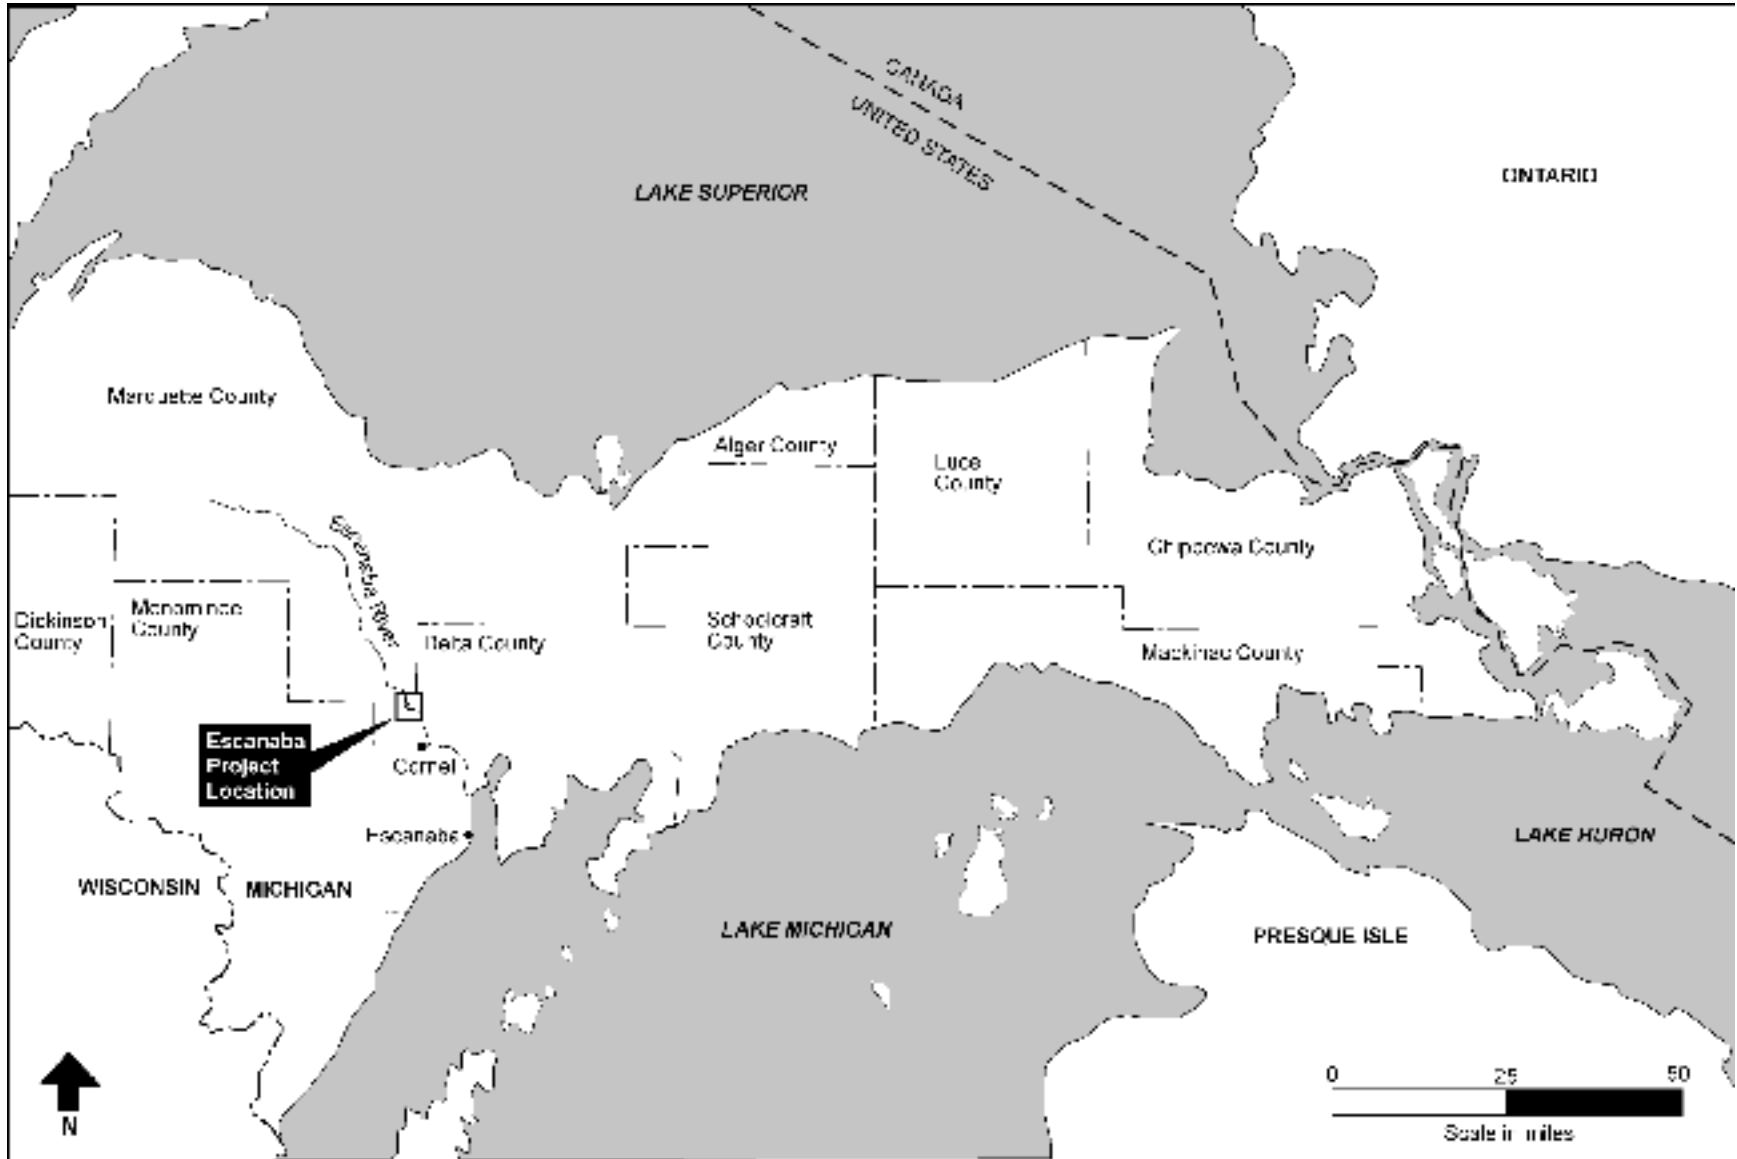 CANADA
UNITED STATES
ONTARIO
LAKE SUPERIOR
Marquette County
Alger County
Luce
County
Chippewa County
Escanaba River
Dickinson
County
Menominee
County
Delta County
Schoolcraft
County
Mackinac County
Escanaba
Project
Location
Cornel
Escanaba
LAKE HURON
WISCONSIN
MICHIGAN
LAKE MICHIGAN
PRESQUE ISLE
N
0 25 50
Scale in miles